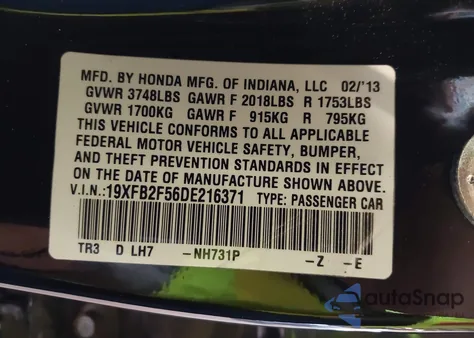 MFD. BY HONDA MFG. OF INDIANA, LLC 02/'13
GVWR 3748LBS GAWR F 2018LBS R 1753LBS
GVWR 1700KG GAWR F 915KG R 795KG
THIS VEHICLE CONFORMS TO ALL APPLICABLE
FEDERAL MOTOR VEHICLE SAFETY, BUMPER,
AND THEFT PREVENTION STANDARDS IN EFFECT
ON THE DATE OF MANUFACTURE SHOWN ABOVE.
V.I.N.:19XFB2F56DE216371 TYPE: PASSENGER CAR
TR3 D LH7 -NH731P -Z -E
autoSnap